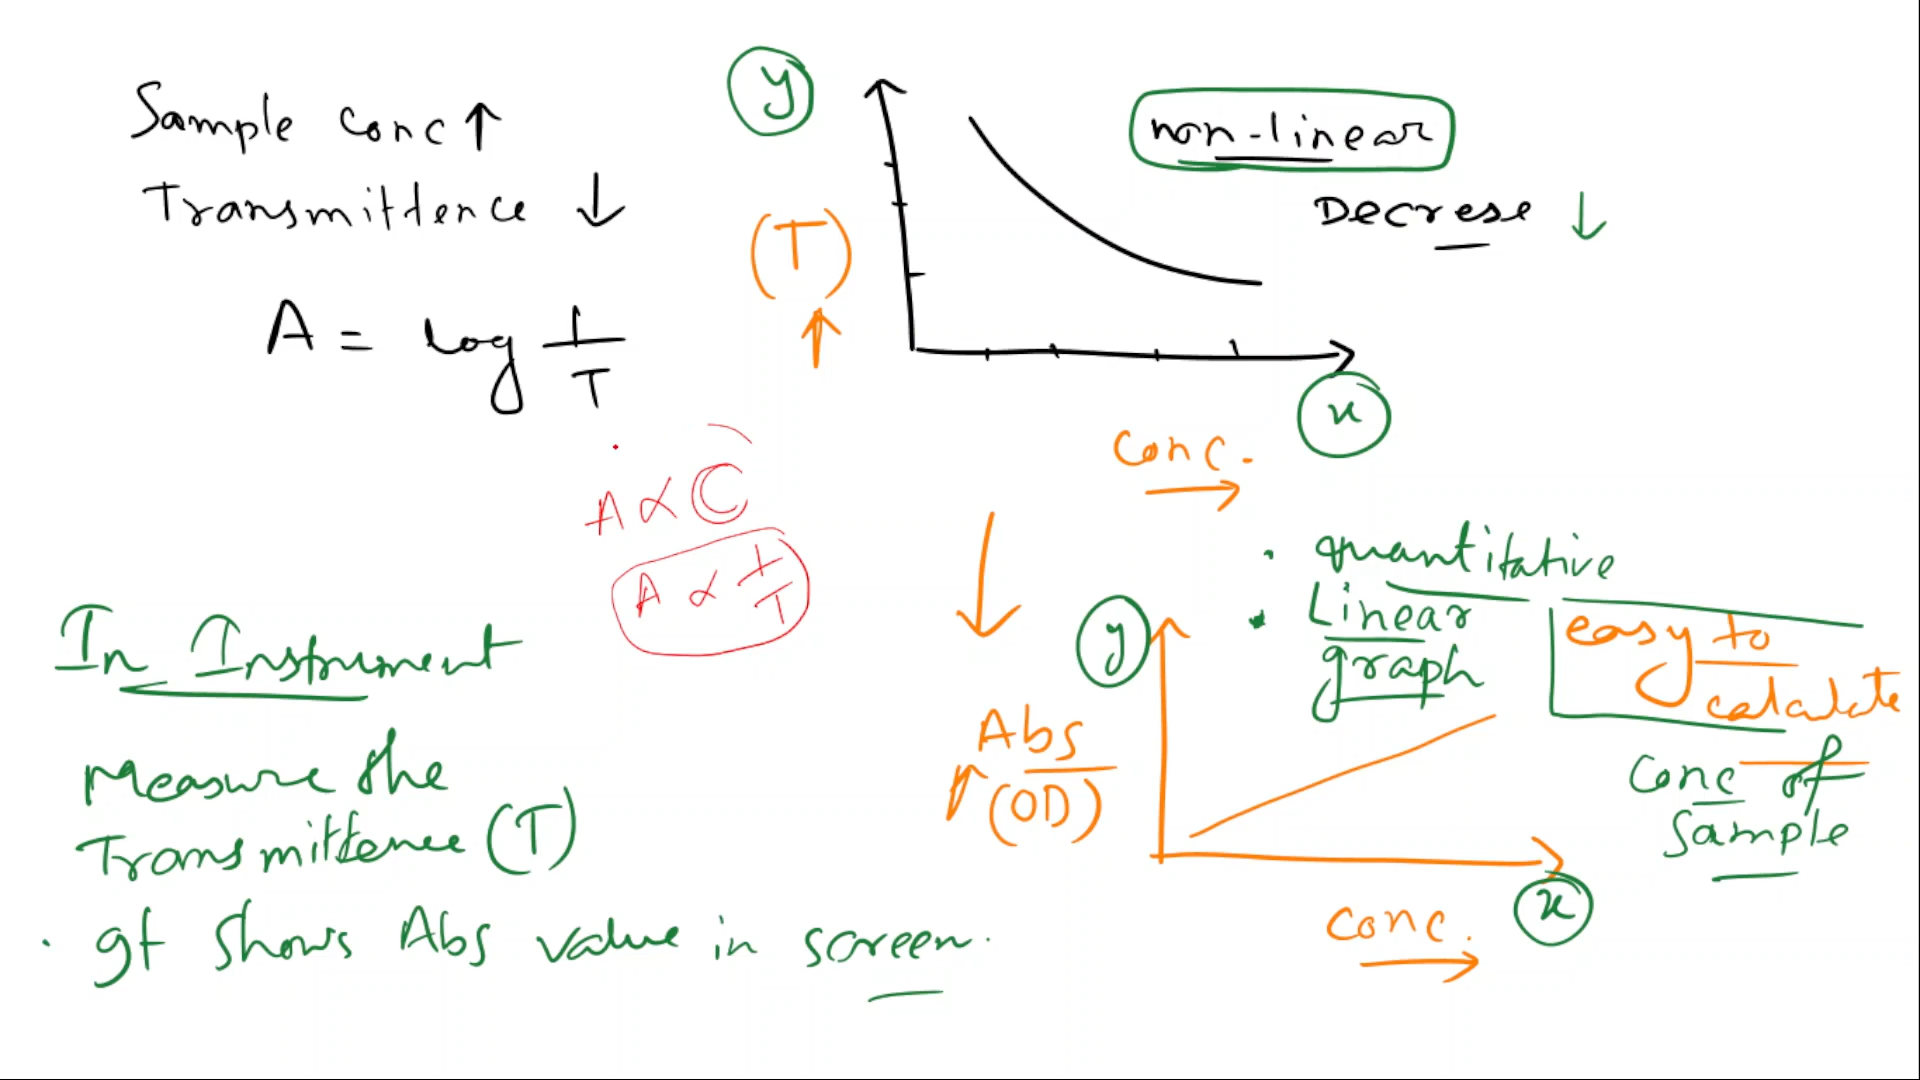 Sample conc ↑
Transmittence ↓
A = log 1/T
y
(T) ↑
non-linear
Decrese ↓
x
conc. →
A ∝ C
A ∝ 1/T
In Instrument
Measure the
Transmittence (T)
. It shows Abs value in screen.
• quantitative
• Linear
graph
easy to
calculate
conc of
Sample
y
Abs
↑ (OD)
x
conc. →